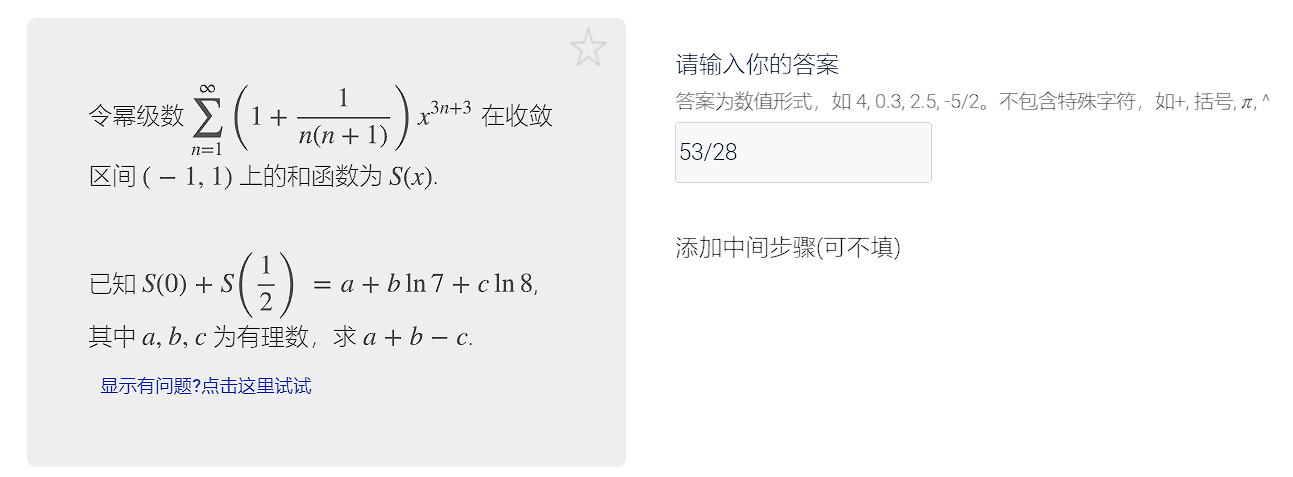 令幂级数 $\sum_{n=1}^{\infty} \left(1 + \frac{1}{n(n+1)}\right) x^{3n+3}$ 在收敛
区间 $(-1, 1)$ 上的和函数为 $S(x)$.
已知 $S(0) + S\left(\frac{1}{2}\right) = a + b \ln 7 + c \ln 8$,
其中 $a, b, c$ 为有理数，求 $a + b - c$.
显示有问题?点击这里试试
请输入你的答案
答案为数值形式，如 4, 0.3, 2.5, -5/2。不包含特殊字符，如+, 括号, π, ^
53/28
添加中间步骤(可不填)